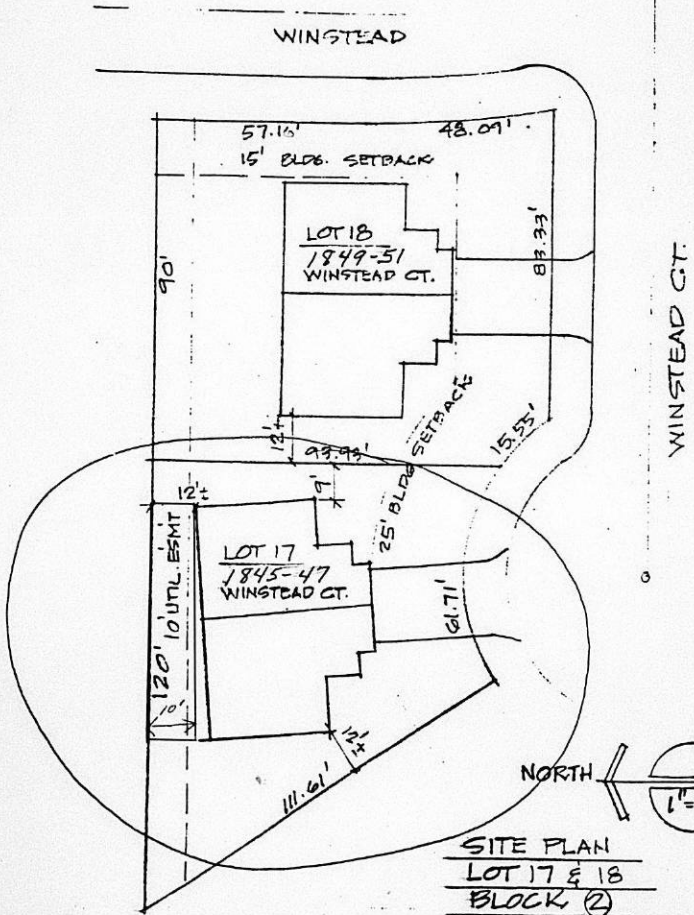 WINSTEAD
57.16'
48.09'
15' BLDG. SETBACK
LOT 18
1849-51
WINSTEAD CT.
90'
83.33'
WINSTEAD CT.
12'±
93.93'
25' BLDG SETBACK
15.55'
9'
12'±
LOT 17
1845-47
WINSTEAD CT.
120'
10' UTIL. ESMT
10'
61.71'
12'±
111.61'
NORTH
1"=
SITE PLAN
LOT 17 & 18
BLOCK 2